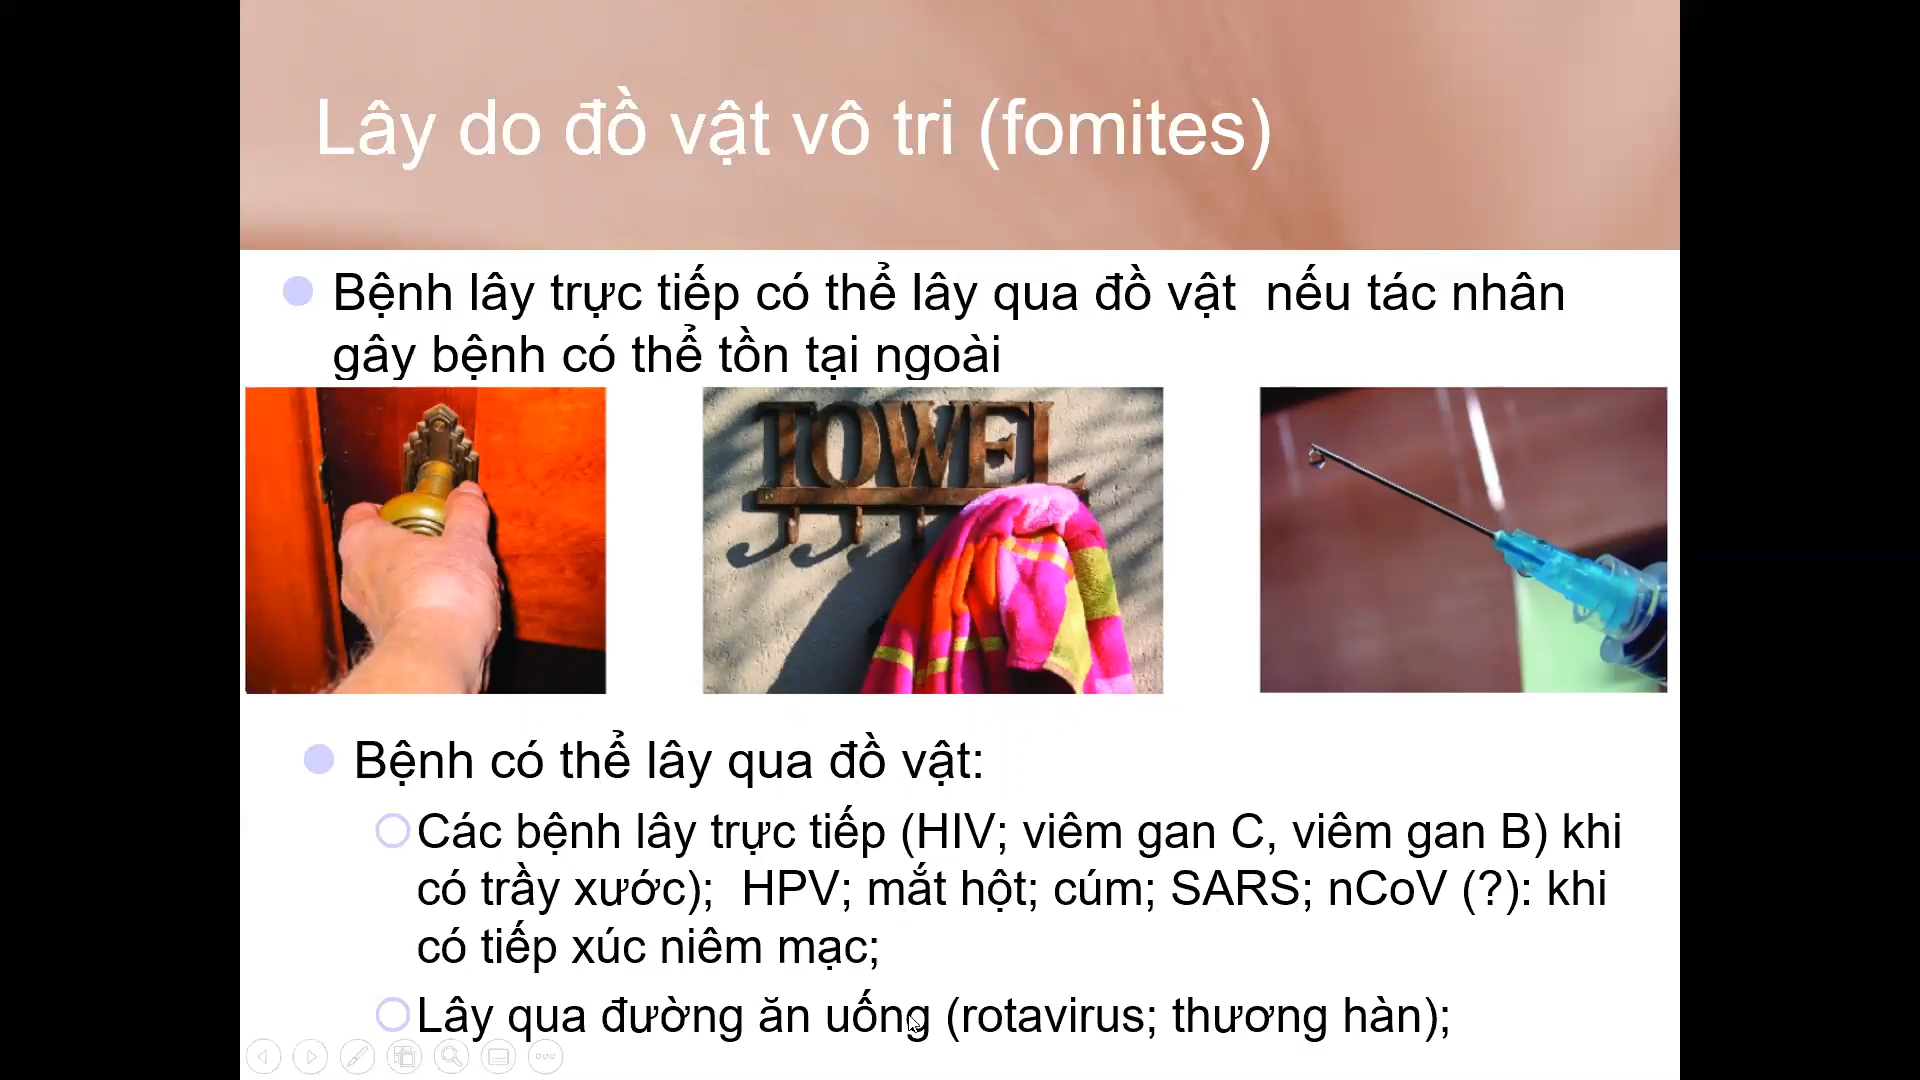 Lây do đồ vật vô tri (fomites)
Bệnh lây trực tiếp có thể lây qua đồ vật  nếu tác nhân
gây bệnh có thể tồn tại ngoài
TOWEL
Bệnh có thể lây qua đồ vật:
Các bệnh lây trực tiếp (HIV; viêm gan C, viêm gan B) khi
có trầy xước);  HPV; mắt hột; cúm; SARS; nCoV (?): khi
có tiếp xúc niêm mạc;
Lây qua đường ăn uống (rotavirus; thương hàn);